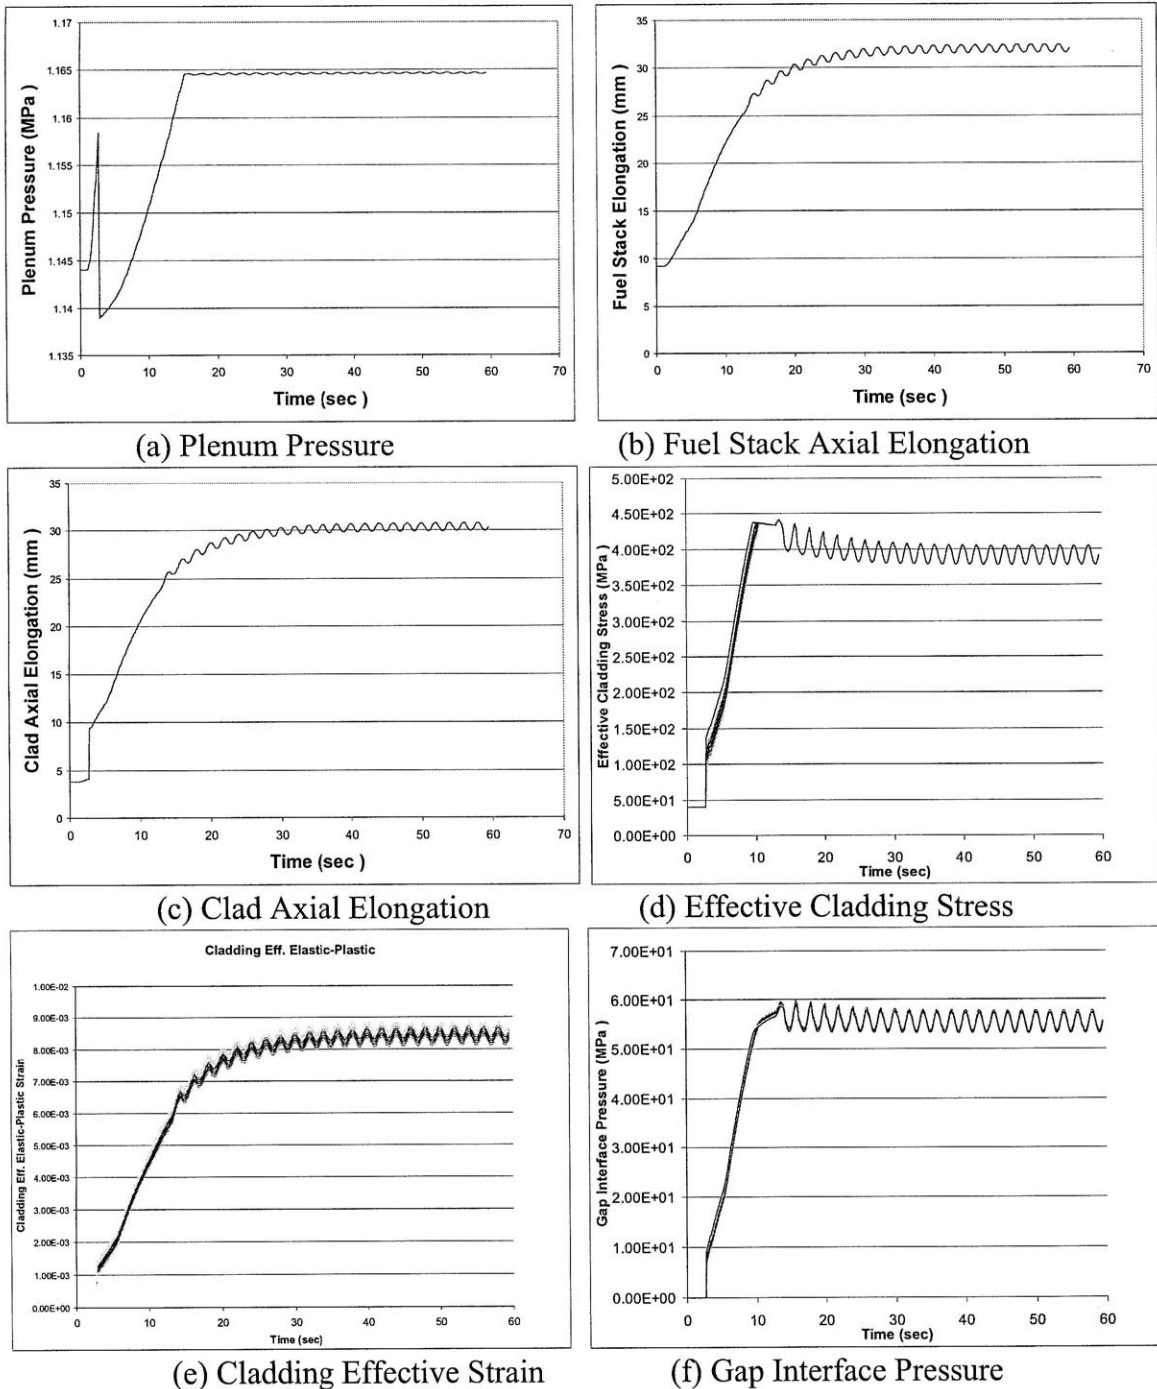 1.17
1.165
1.16
1.155
1.15
1.145
1.14
1.135
Plenum Pressure (MPa)
0 10 20 30 40 50 60 70
Time (sec )
(a) Plenum Pressure
35
30
25
20
15
10
5
0
Fuel Stack Elongation (mm)
0 10 20 30 40 50 60 70
Time (sec)
(b) Fuel Stack Axial Elongation
35
30
25
20
15
10
5
0
Clad Axial Elongation (mm )
0 10 20 30 40 50 60 70
Time (sec )
(c) Clad Axial Elongation
5.00E+02
4.50E+02
4.00E+02
3.50E+02
3.00E+02
2.50E+02
2.00E+02
1.50E+02
1.00E+02
5.00E+01
0.00E+00
Effective Cladding Stress (MPa)
0 10 20 30 40 50 60
Time (sec)
(d) Effective Cladding Stress
Cladding Eff. Elastic-Plastic
1.00E-02
9.00E-03
8.00E-03
7.00E-03
6.00E-03
5.00E-03
4.00E-03
3.00E-03
2.00E-03
1.00E-03
0.00E+00
Cladding Eff. Elastic-Plastic Strain
0 10 20 30 40 50 60
Time (sec)
(e) Cladding Effective Strain
7.00E+01
6.00E+01
5.00E+01
4.00E+01
3.00E+01
2.00E+01
1.00E+01
0.00E+00
Gap Interface Pressure (MPa )
0 10 20 30 40 50 60
Time (sec)
(f) Gap Interface Pressure